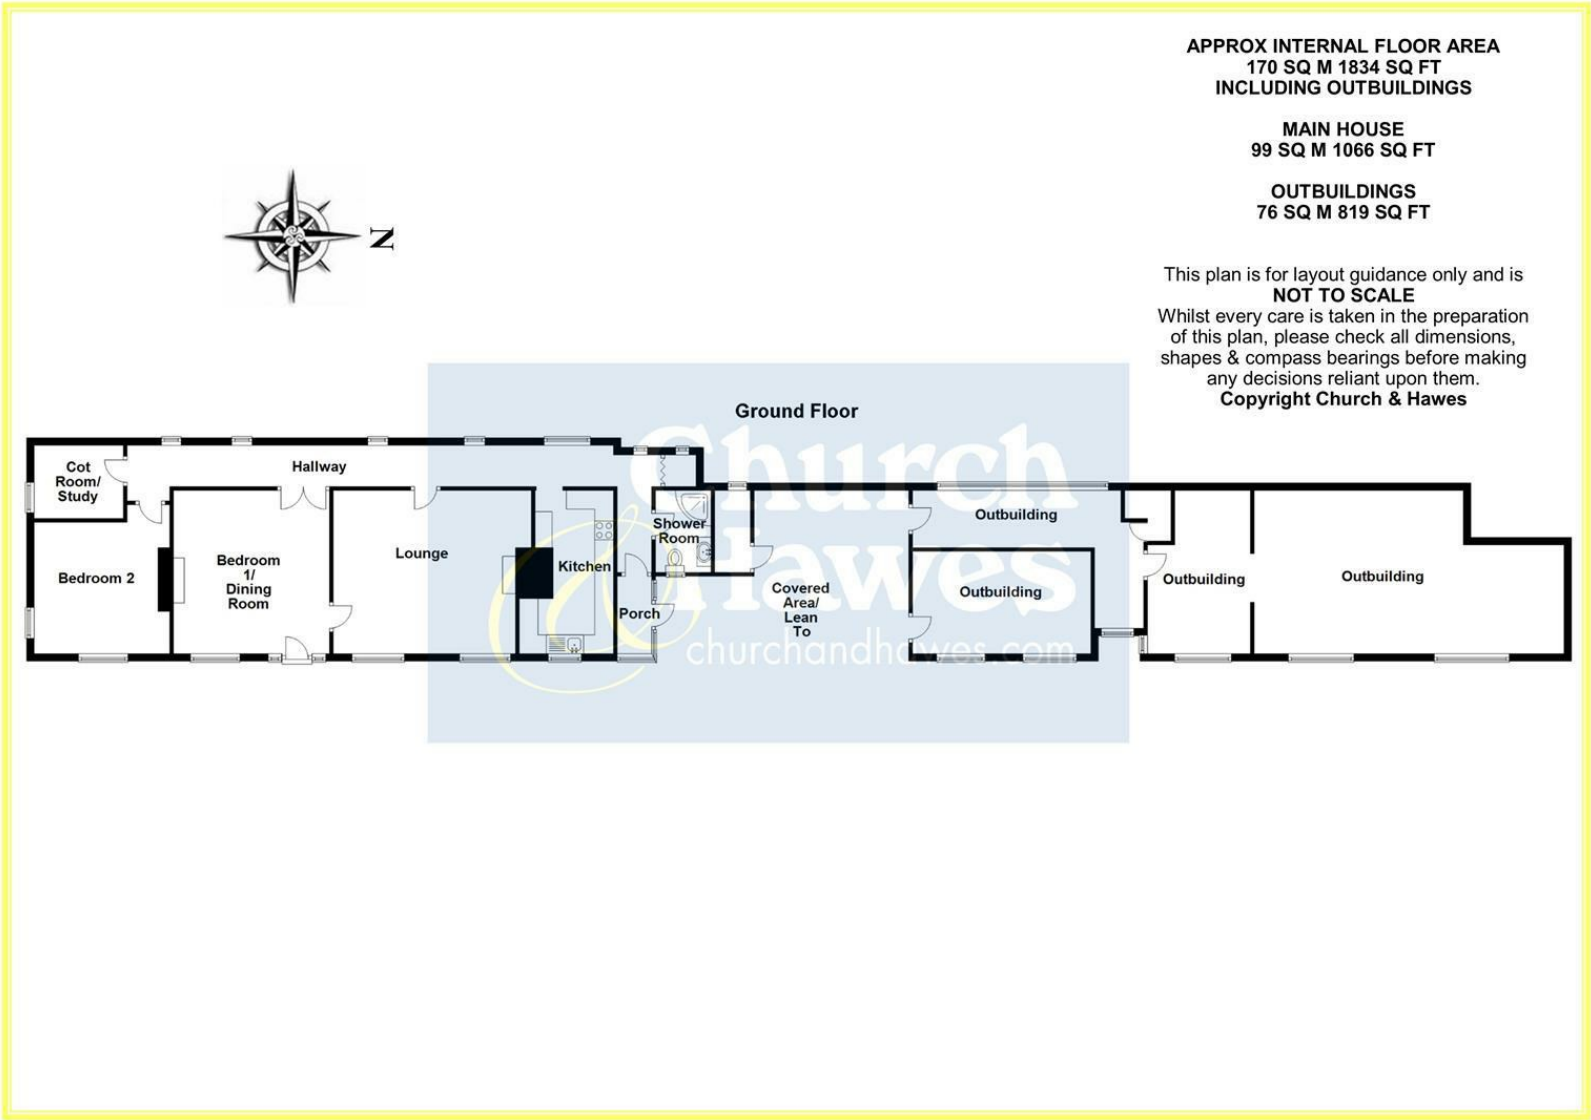 APPROX INTERNAL FLOOR AREA
170 SQ M 1834 SQ FT
INCLUDING OUTBUILDINGS
MAIN HOUSE
99 SQ M 1066 SQ FT
OUTBUILDINGS
76 SQ M 819 SQ FT
This plan is for layout guidance only and is
NOT TO SCALE
Whilst every care is taken in the preparation
of this plan, please check all dimensions,
shapes & compass bearings before making
any decisions reliant upon them.
Copyright Church & Hawes
N
Ground Floor
Church
& Hawes
churchandhawes.com
Cot
Room/
Study
Hallway
Bedroom 2
Bedroom
1/
Dining
Room
Lounge
Kitchen
Shower
Room
Porch
Covered
Area/
Lean
To
Outbuilding
Outbuilding
Outbuilding
Outbuilding